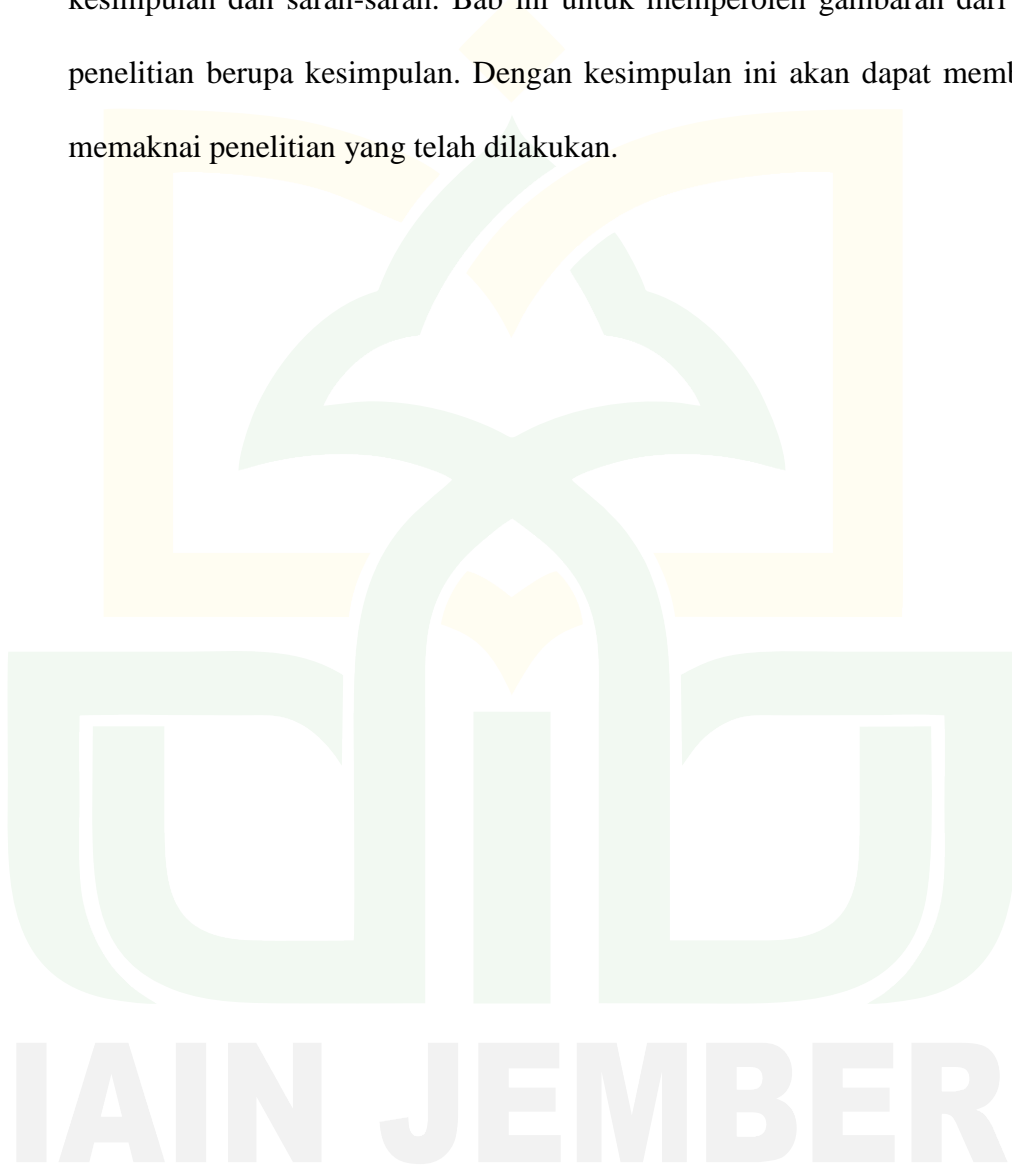 kesimpulan dan saran-saran. Bab ini untuk memperoleh gambaran dari
penelitian berupa kesimpulan. Dengan kesimpulan ini akan dapat
memaknai penelitian yang telah dilakukan.
IAIN JEMBER